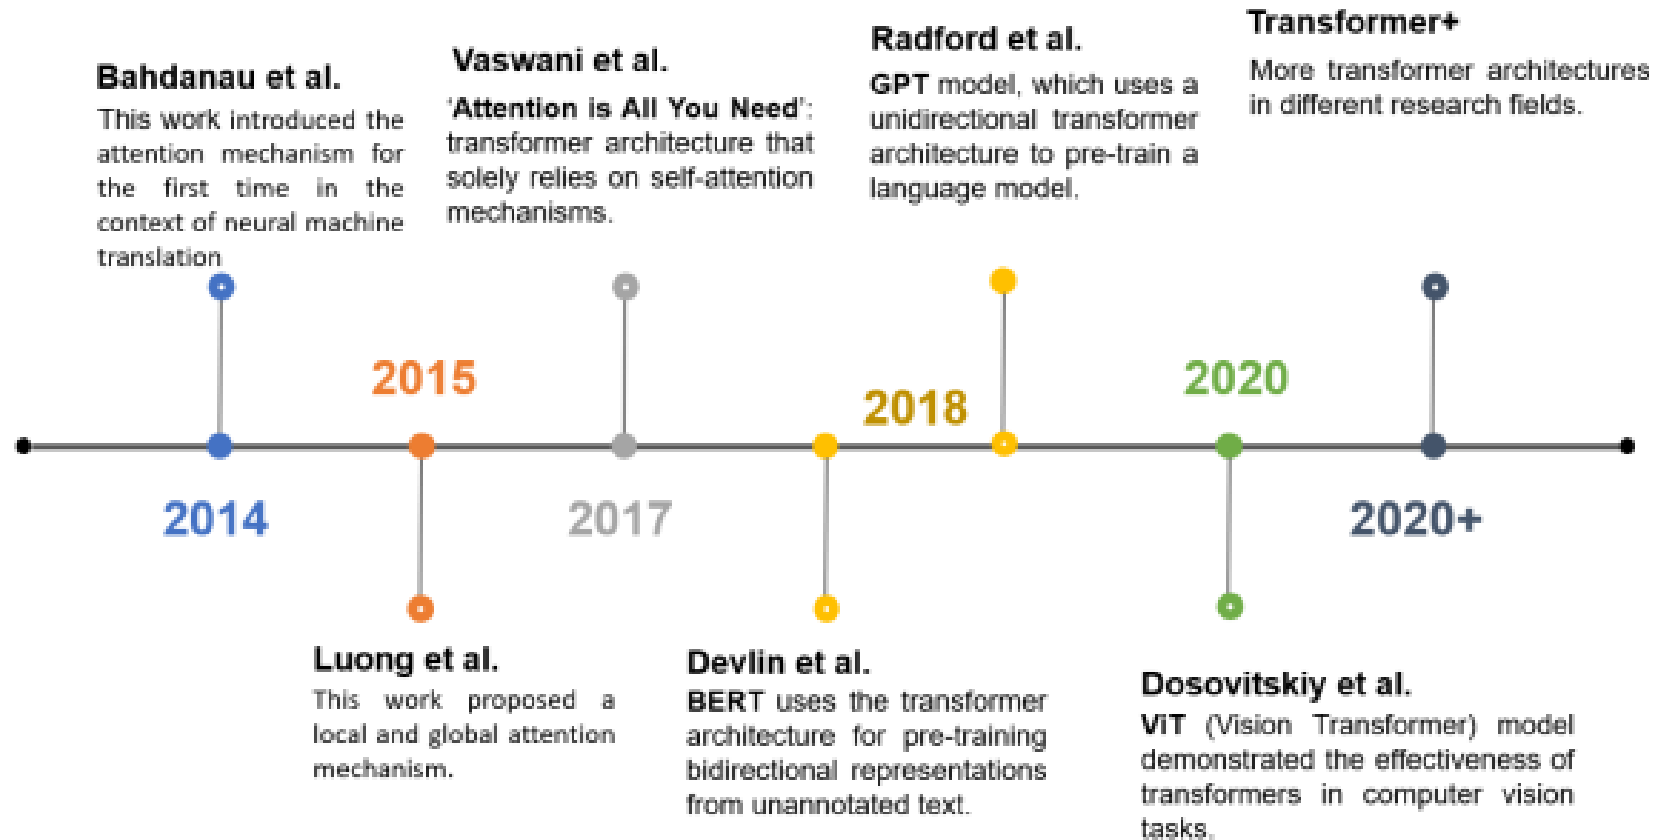 Bahdanau et al.
This work introduced the
attention mechanism for
the first time in the
context of neural machine
translation
Vaswani et al.
'Attention is All You Need':
transformer architecture that
solely relies on self-attention
mechanisms.
Radford et al.
GPT model, which uses a
unidirectional transformer
architecture to pre-train a
language model.
Transformer+
More transformer architectures
in different research fields.
2014
2015
2017
2018
2020
2020+
Luong et al.
This work proposed a
local and global attention
mechanism.
Devlin et al.
BERT uses the transformer
architecture for pre-training
bidirectional representations
from unannotated text.
Dosovitskiy et al.
ViT (Vision Transformer) model
demonstrated the effectiveness of
transformers in computer vision
tasks.